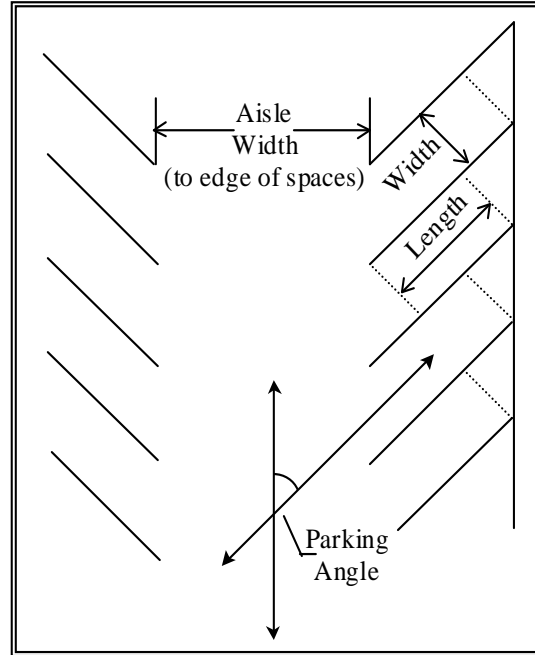 Aisle
Width
(to edge of spaces)
Width
Length
Parking
Angle